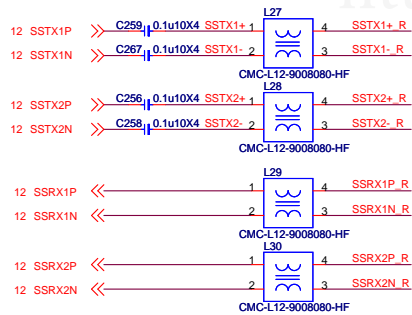 L27
12 SSTX1P C259 0.1u10X4 SSTX1+ 1 4 SSTX1+_R
12 SSTX1N C267 0.1u10X4 SSTX1- 2 3 SSTX1-_R
CMC-L12-9008080-HF
L28
12 SSTX2P C256 0.1u10X4 SSTX2+ 1 4 SSTX2+_R
12 SSTX2N C258 0.1u10X4 SSTX2- 2 3 SSTX2-_R
CMC-L12-9008080-HF
L29
12 SSRX1P 1 4 SSRX1P_R
12 SSRX1N 2 3 SSRX1N_R
CMC-L12-9008080-HF
L30
12 SSRX2P 1 4 SSRX2P_R
12 SSRX2N 2 3 SSRX2N_R
CMC-L12-9008080-HF